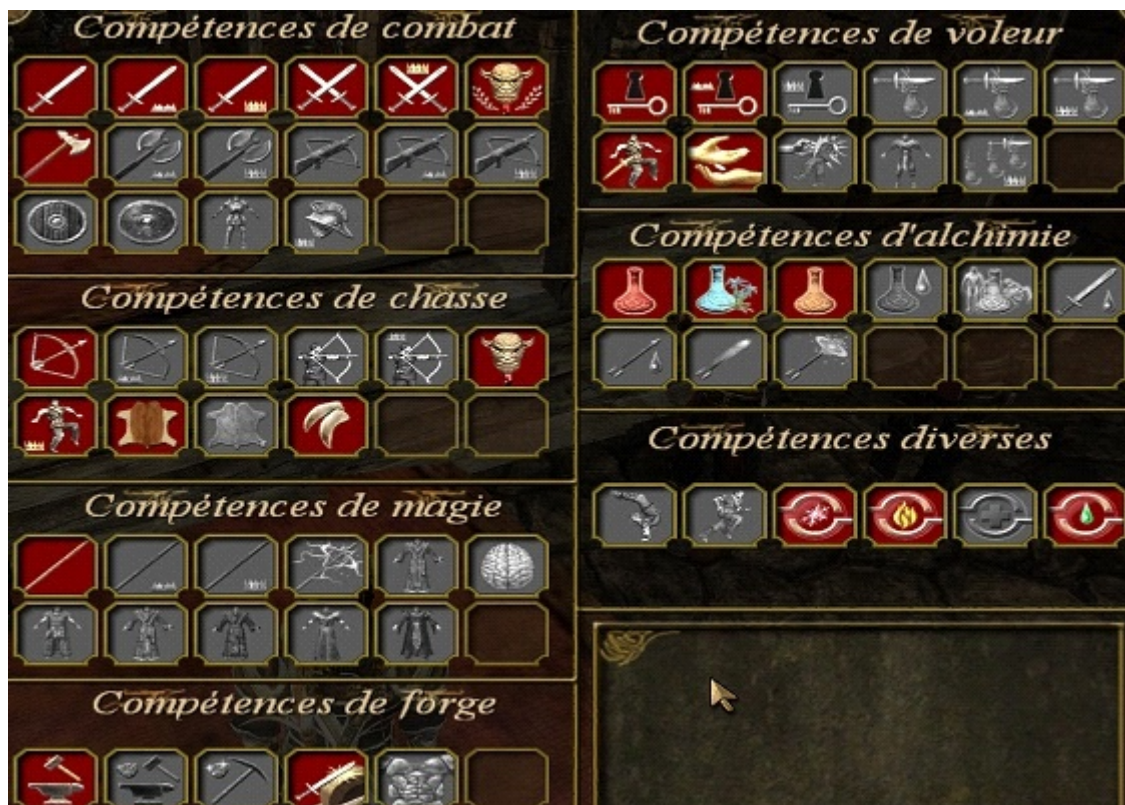 Compétences de combat
Compétences de chasse
Compétences de magie
Compétences de forge
Compétences de voleur
Compétences d'alchimie
Compétences diverses